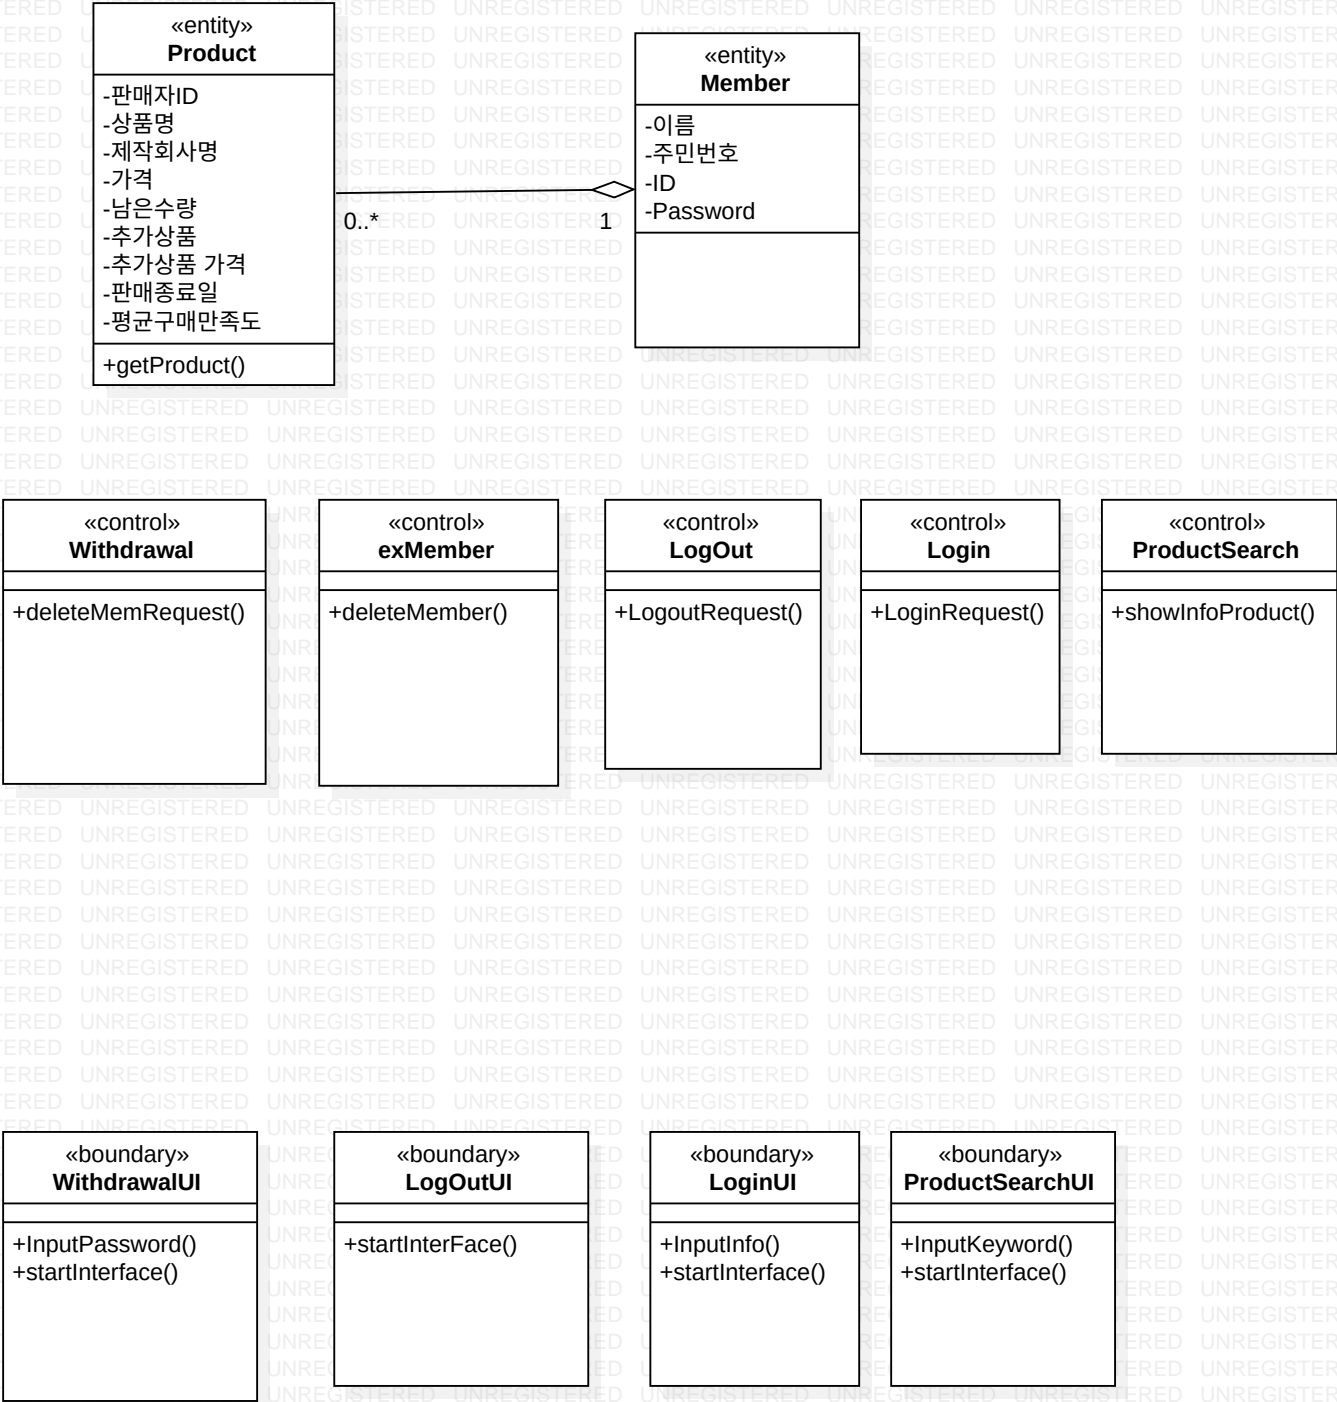 «entity»
Product
-판매자ID
-상품명
-제작회사명
-가격
-남은수량
-추가상품
-추가상품 가격
-판매종료일
-평균구매만족도
+getProduct()
0..*
1
«entity»
Member
-이름
-주민번호
-ID
-Password
«control»
Withdrawal
+deleteMemRequest()
«control»
exMember
+deleteMember()
«control»
LogOut
+LogoutRequest()
«control»
Login
+LoginRequest()
«control»
ProductSearch
+showInfoProduct()
«boundary»
WithdrawalUI
+InputPassword()
+startInterface()
«boundary»
LogOutUI
+startInterFace()
«boundary»
LoginUI
+InputInfo()
+startInterface()
«boundary»
ProductSearchUI
+InputKeyword()
+startInterface()
UNREGISTERED